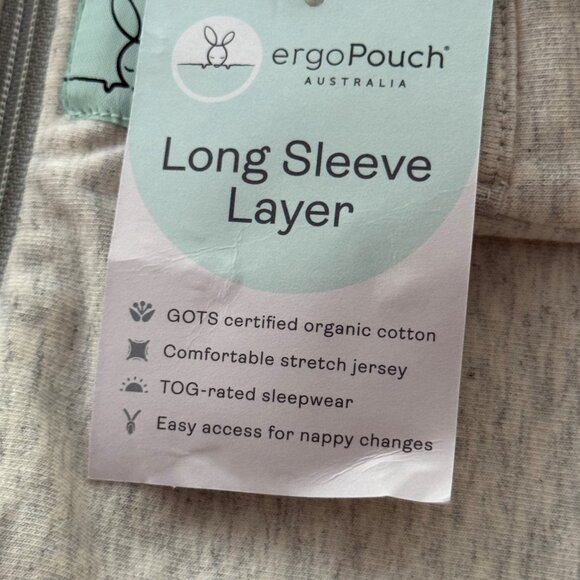 ergoPouch®
AUSTRALIA
Long Sleeve
Layer
GOTS certified organic cotton
Comfortable stretch jersey
TOG-rated sleepwear
Easy access for nappy changes